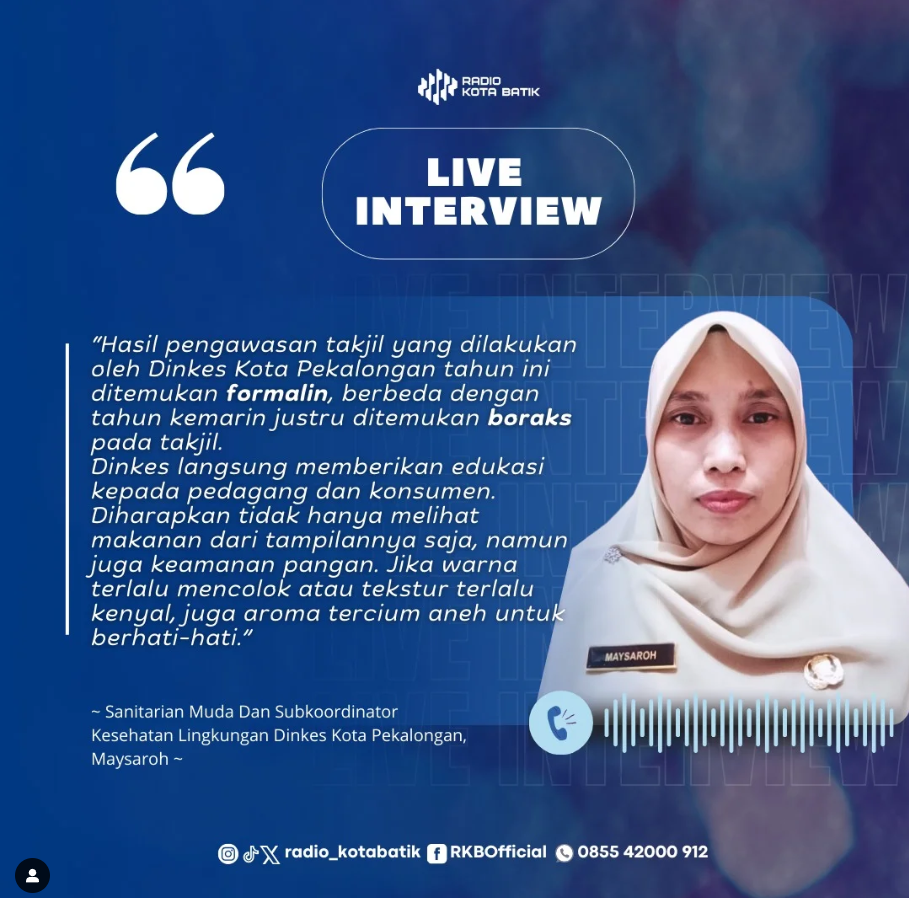 RADIO
KOTA BATIK
LIVE
INTERVIEW
"Hasil pengawasan takjil yang dilakukan
oleh Dinkes Kota Pekalongan tahun ini
ditemukan formalin, berbeda dengan
tahun kemarin justru ditemukan boraks
pada takjil.
Dinkes langsung memberikan edukasi
kepada pedagang dan konsumen.
Diharapkan tidak hanya melihat
makanan dari tampilannya saja, namun
juga keamanan pangan. Jika warna
terlalu mencolok atau tekstur terlalu
kenyal, juga aroma tercium aneh untuk
berhati-hati."
MAYSAROH
~ Sanitarian Muda Dan Subkoordinator
Kesehatan Lingkungan Dinkes Kota Pekalongan,
Maysaroh ~
radio_kotabatik RKBOfficial 0855 42000 912
LIVE INTERVIEW